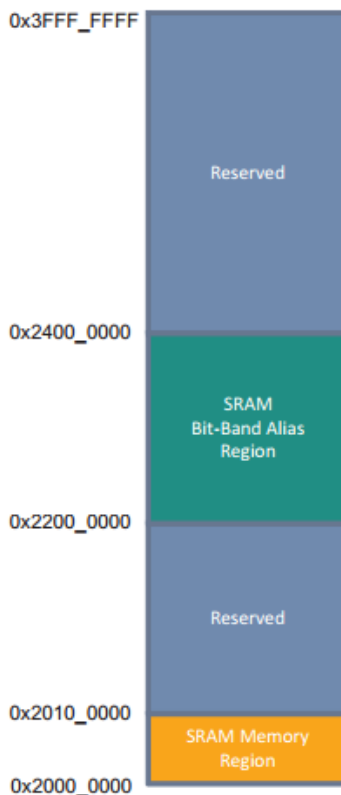 0x3FFF_FFFF
Reserved
0x2400_0000
SRAM
Bit-Band Alias
Region
0x2200_0000
Reserved
0x2010_0000
SRAM Memory
Region
0x2000_0000